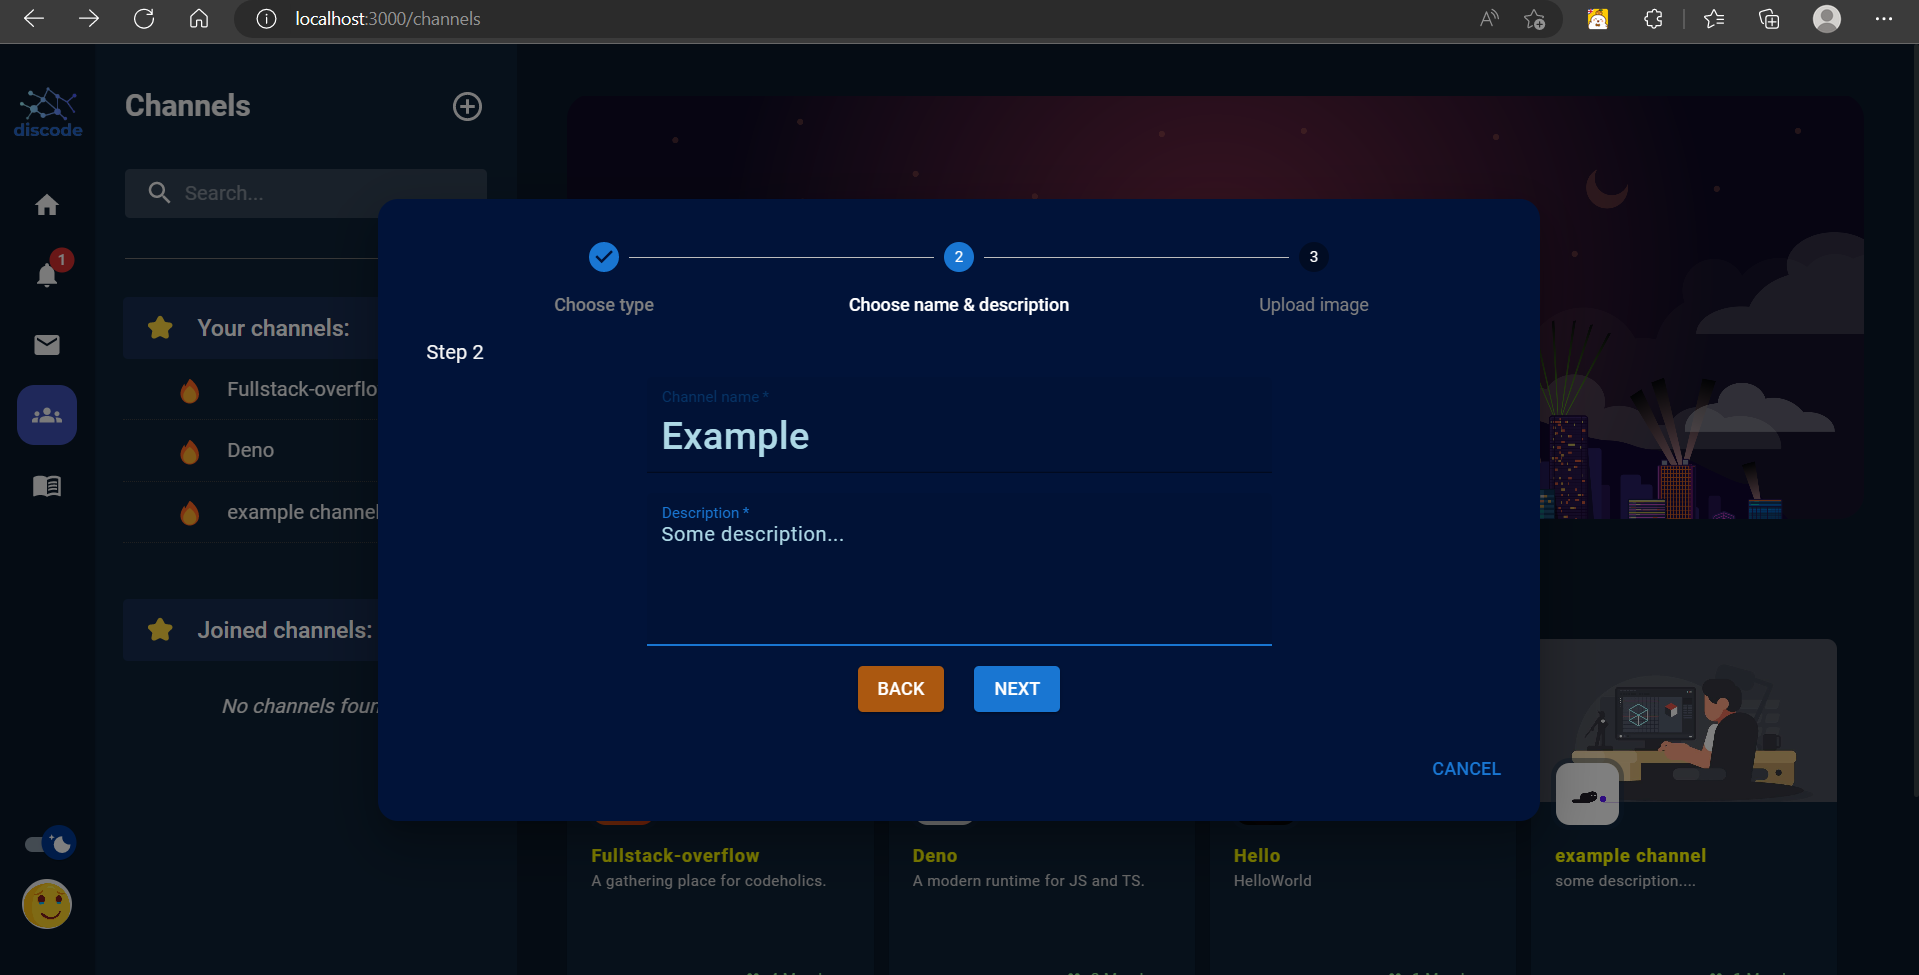 localhost:3000/channels
discode
Channels
Search...
1
Your channels:
Fullstack-overflo
Deno
example channel
Joined channels:
No channels foun
2
3
Choose type
Choose name & description
Upload image
Step 2
Channel name *
Example
Description *
Some description...
BACK
NEXT
CANCEL
Fullstack-overflow
A gathering place for codeholics.
Deno
A modern runtime for JS and TS.
Hello
HelloWorld
example channel
some description....